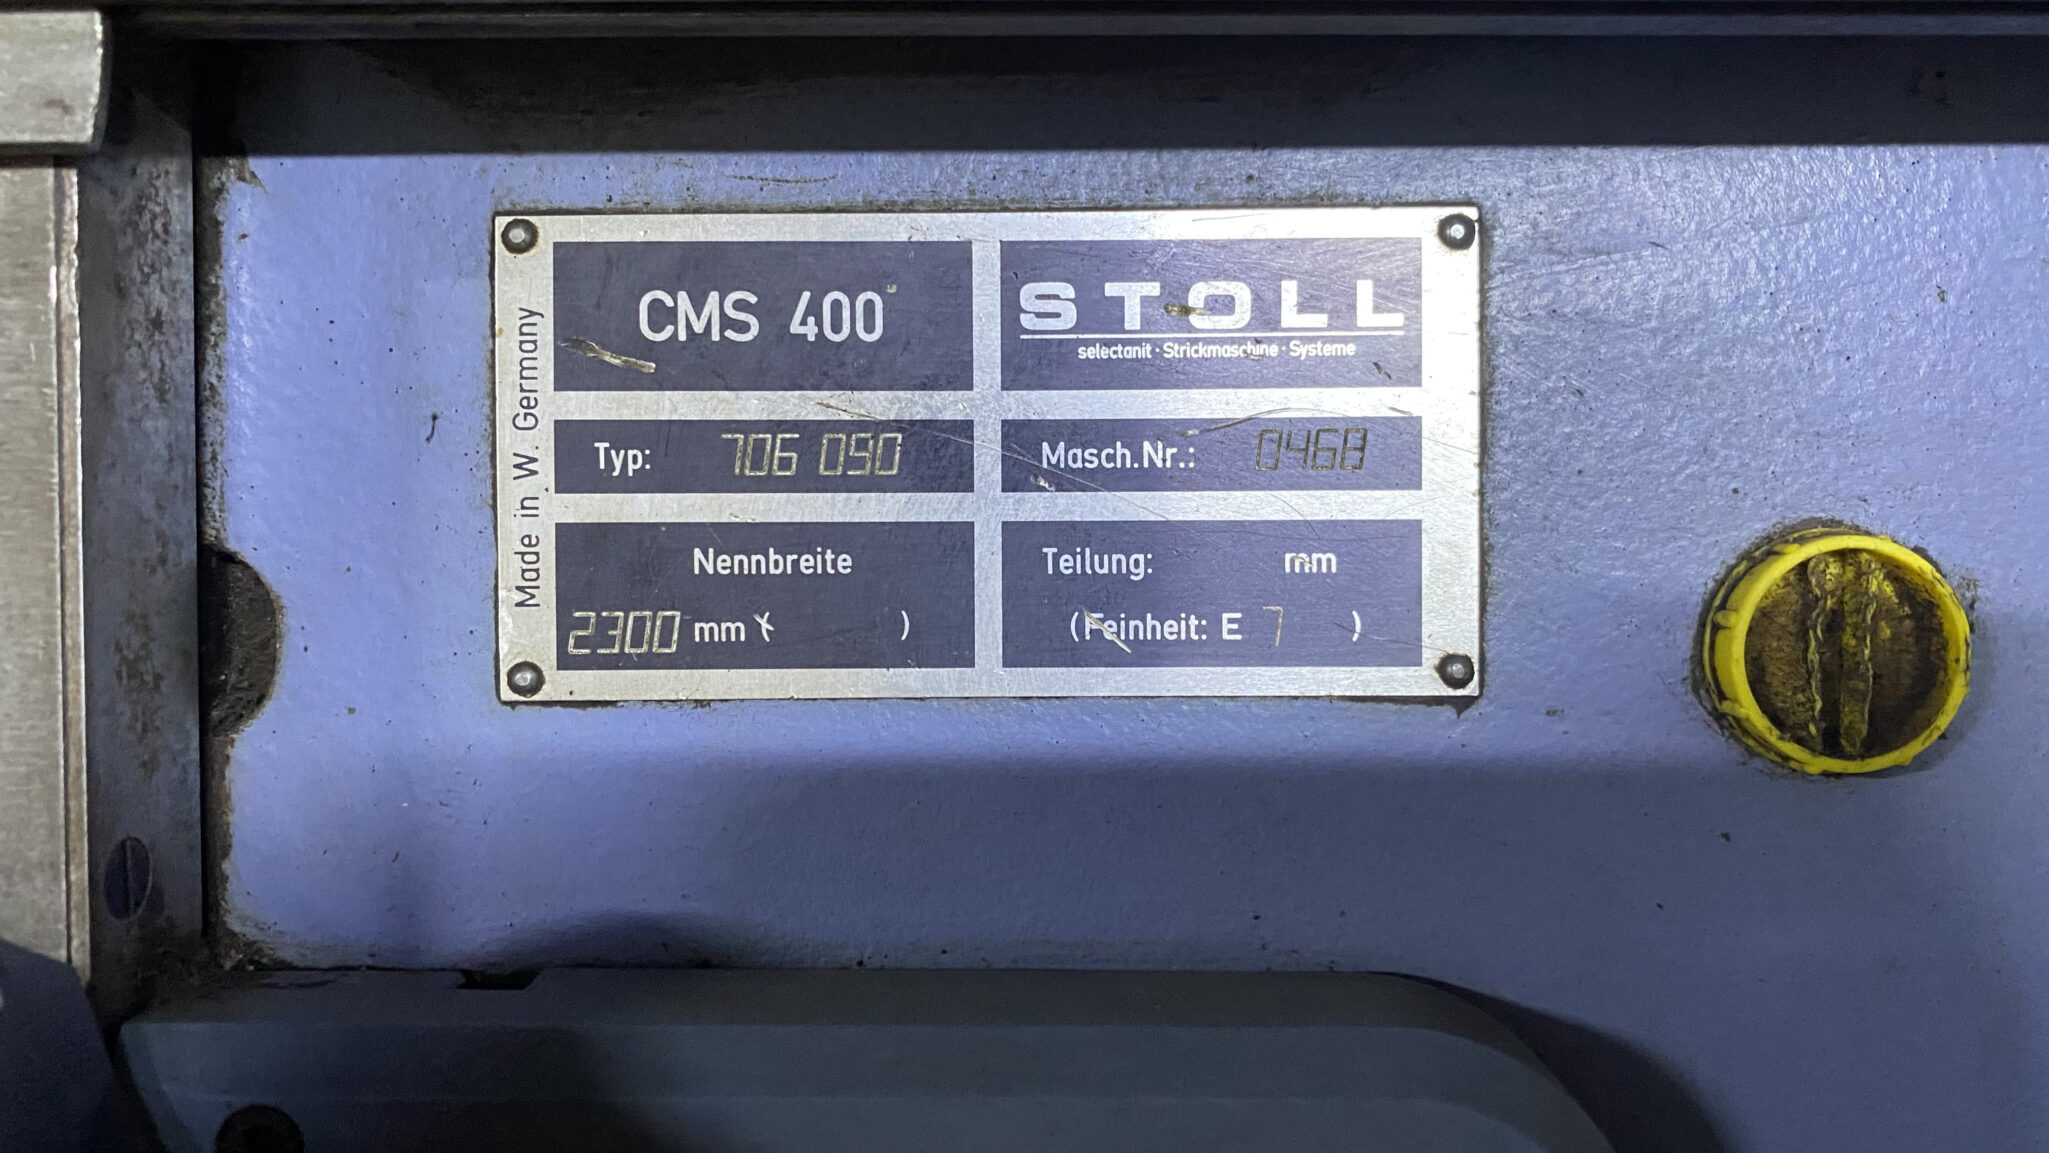 Made in W. Germany
CMS 400
STOLL
selectanit · Strickmaschine · Systeme
Typ: 706 090
Masch.Nr.: 0468
Nennbreite
2300 mm ( )
Teilung: mm
(Feinheit: E 7 )